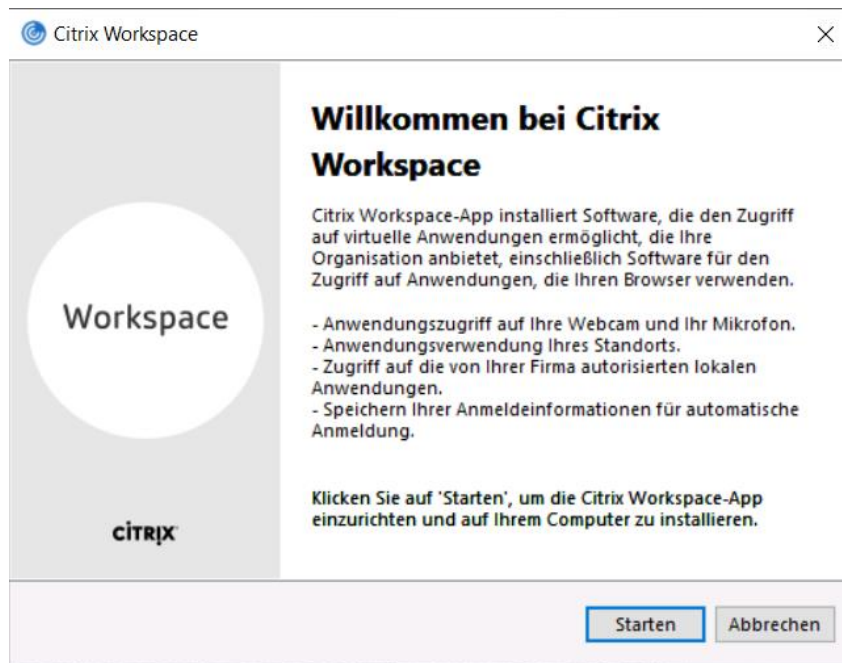 Citrix Workspace
Workspace
CİTRIX
Willkommen bei Citrix
Workspace
Citrix Workspace-App installiert Software, die den Zugriff
auf virtuelle Anwendungen ermöglicht, die Ihre
Organisation anbietet, einschließlich Software für den
Zugriff auf Anwendungen, die Ihren Browser verwenden.
- Anwendungszugriff auf Ihre Webcam und Ihr Mikrofon.
- Anwendungsverwendung Ihres Standorts.
- Zugriff auf die von Ihrer Firma autorisierten lokalen
Anwendungen.
- Speichern Ihrer Anmeldeinformationen für automatische
Anmeldung.
Klicken Sie auf 'Starten', um die Citrix Workspace-App
einzurichten und auf Ihrem Computer zu installieren.
Starten
Abbrechen